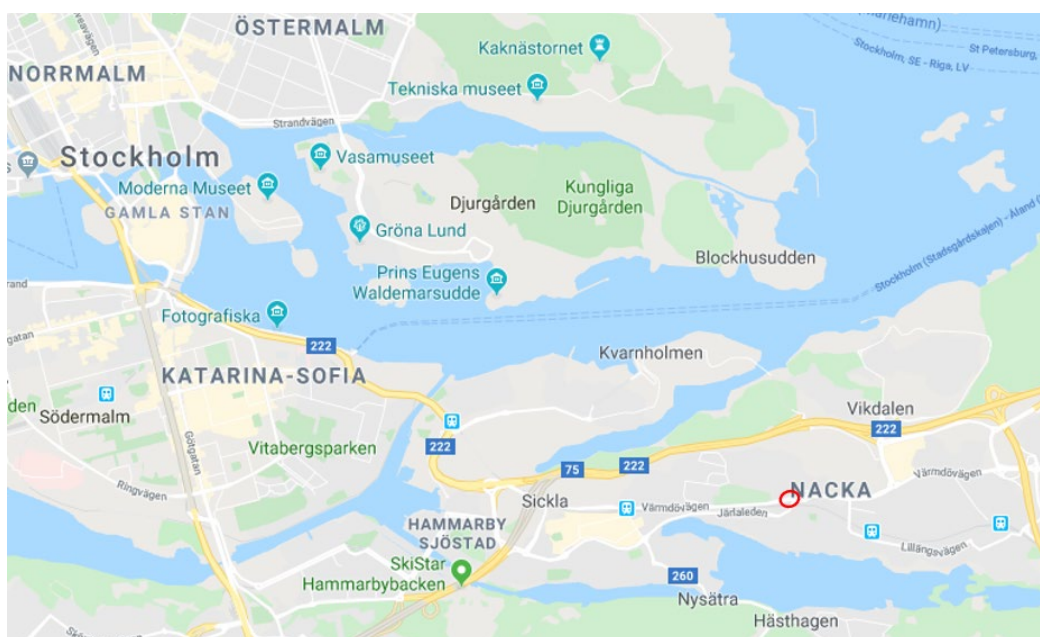 ÖSTERMALM
Kaknästornet
St Petersburg,
Stockholm, SE - Riga, LV
NORRMALM
Tekniska museet
Strandvägen
Stockholm
Vasamuseet
Moderna Museet
GAMLA STAN
Djurgården
Kungliga
Djurgården
Gröna Lund
Blockhusudden
Prins Eugens
Waldemarsudde
Stockholm (Stadsgårdskajen) - Åland
Fotografiska
222
Kvarnholmen
KATARINA-SOFIA
Södermalm
Götgatan
Vikdalen
222
Vitabergsparken
222
75
222
Värmdövägen
Ringvägen
Sickla
NACKA
Värmdövägen
Järlaleden
HAMMARBY
SJÖSTAD
Lillängsvägen
SkiStar
Hammarbybacken
260
Nysätra
Hästhagen